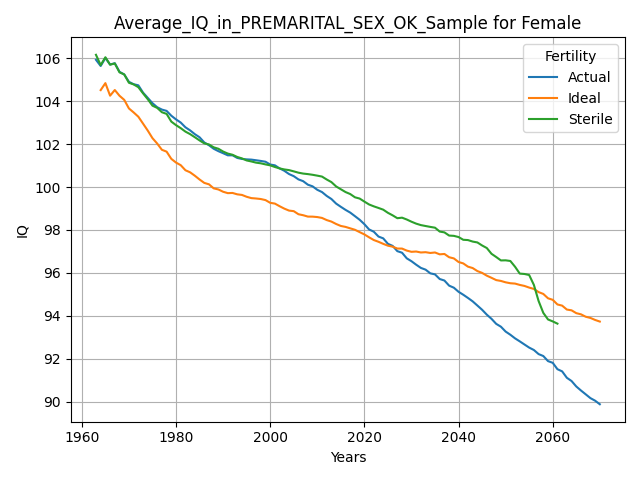 Average_IQ_in_PREMARITAL_SEX_OK_Sample for Female
Fertility
Actual
Ideal
Sterile
IQ
106
104
102
100
98
96
94
92
90
1960
1980
2000
2020
2040
2060
Years